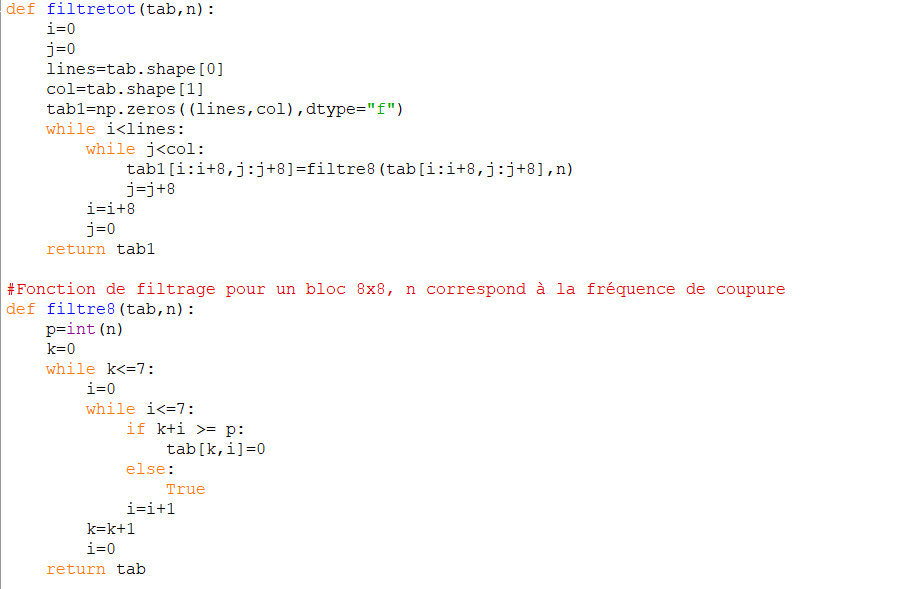 def filtretot(tab,n):
    i=0
    j=0
    lines=tab.shape[0]
    col=tab.shape[1]
    tab1=np.zeros((lines,col),dtype="f")
    while i<lines:
        while j<col:
            tab1[i:i+8,j:j+8]=filtre8(tab[i:i+8,j:j+8],n)
            j=j+8
        i=i+8
        j=0
    return tab1

#Fonction de filtrage pour un bloc 8x8, n correspond à la fréquence de coupure
def filtre8(tab,n):
    p=int(n)
    k=0
    while k<=7:
        i=0
        while i<=7:
            if k+i >= p:
                tab[k,i]=0
            else:
                True
            i=i+1
        k=k+1
        i=0
    return tab